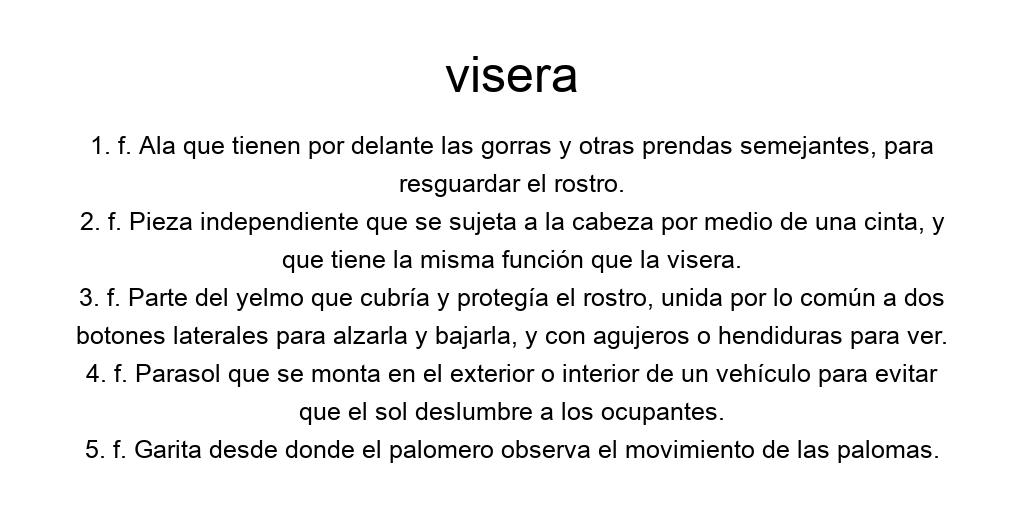 visera
1. f. Ala que tienen por delante las gorras y otras prendas semejantes, para
resguardar el rostro.
2. f. Pieza independiente que se sujeta a la cabeza por medio de una cinta, y
que tiene la misma función que la visera.
3. f. Parte del yelmo que cubría y protegía el rostro, unida por lo común a dos
botones laterales para alzarla y bajarla, y con agujeros o hendiduras para ver.
4. f. Parasol que se monta en el exterior o interior de un vehículo para evitar
que el sol deslumbre a los ocupantes.
5. f. Garita desde donde el palomero observa el movimiento de las palomas.